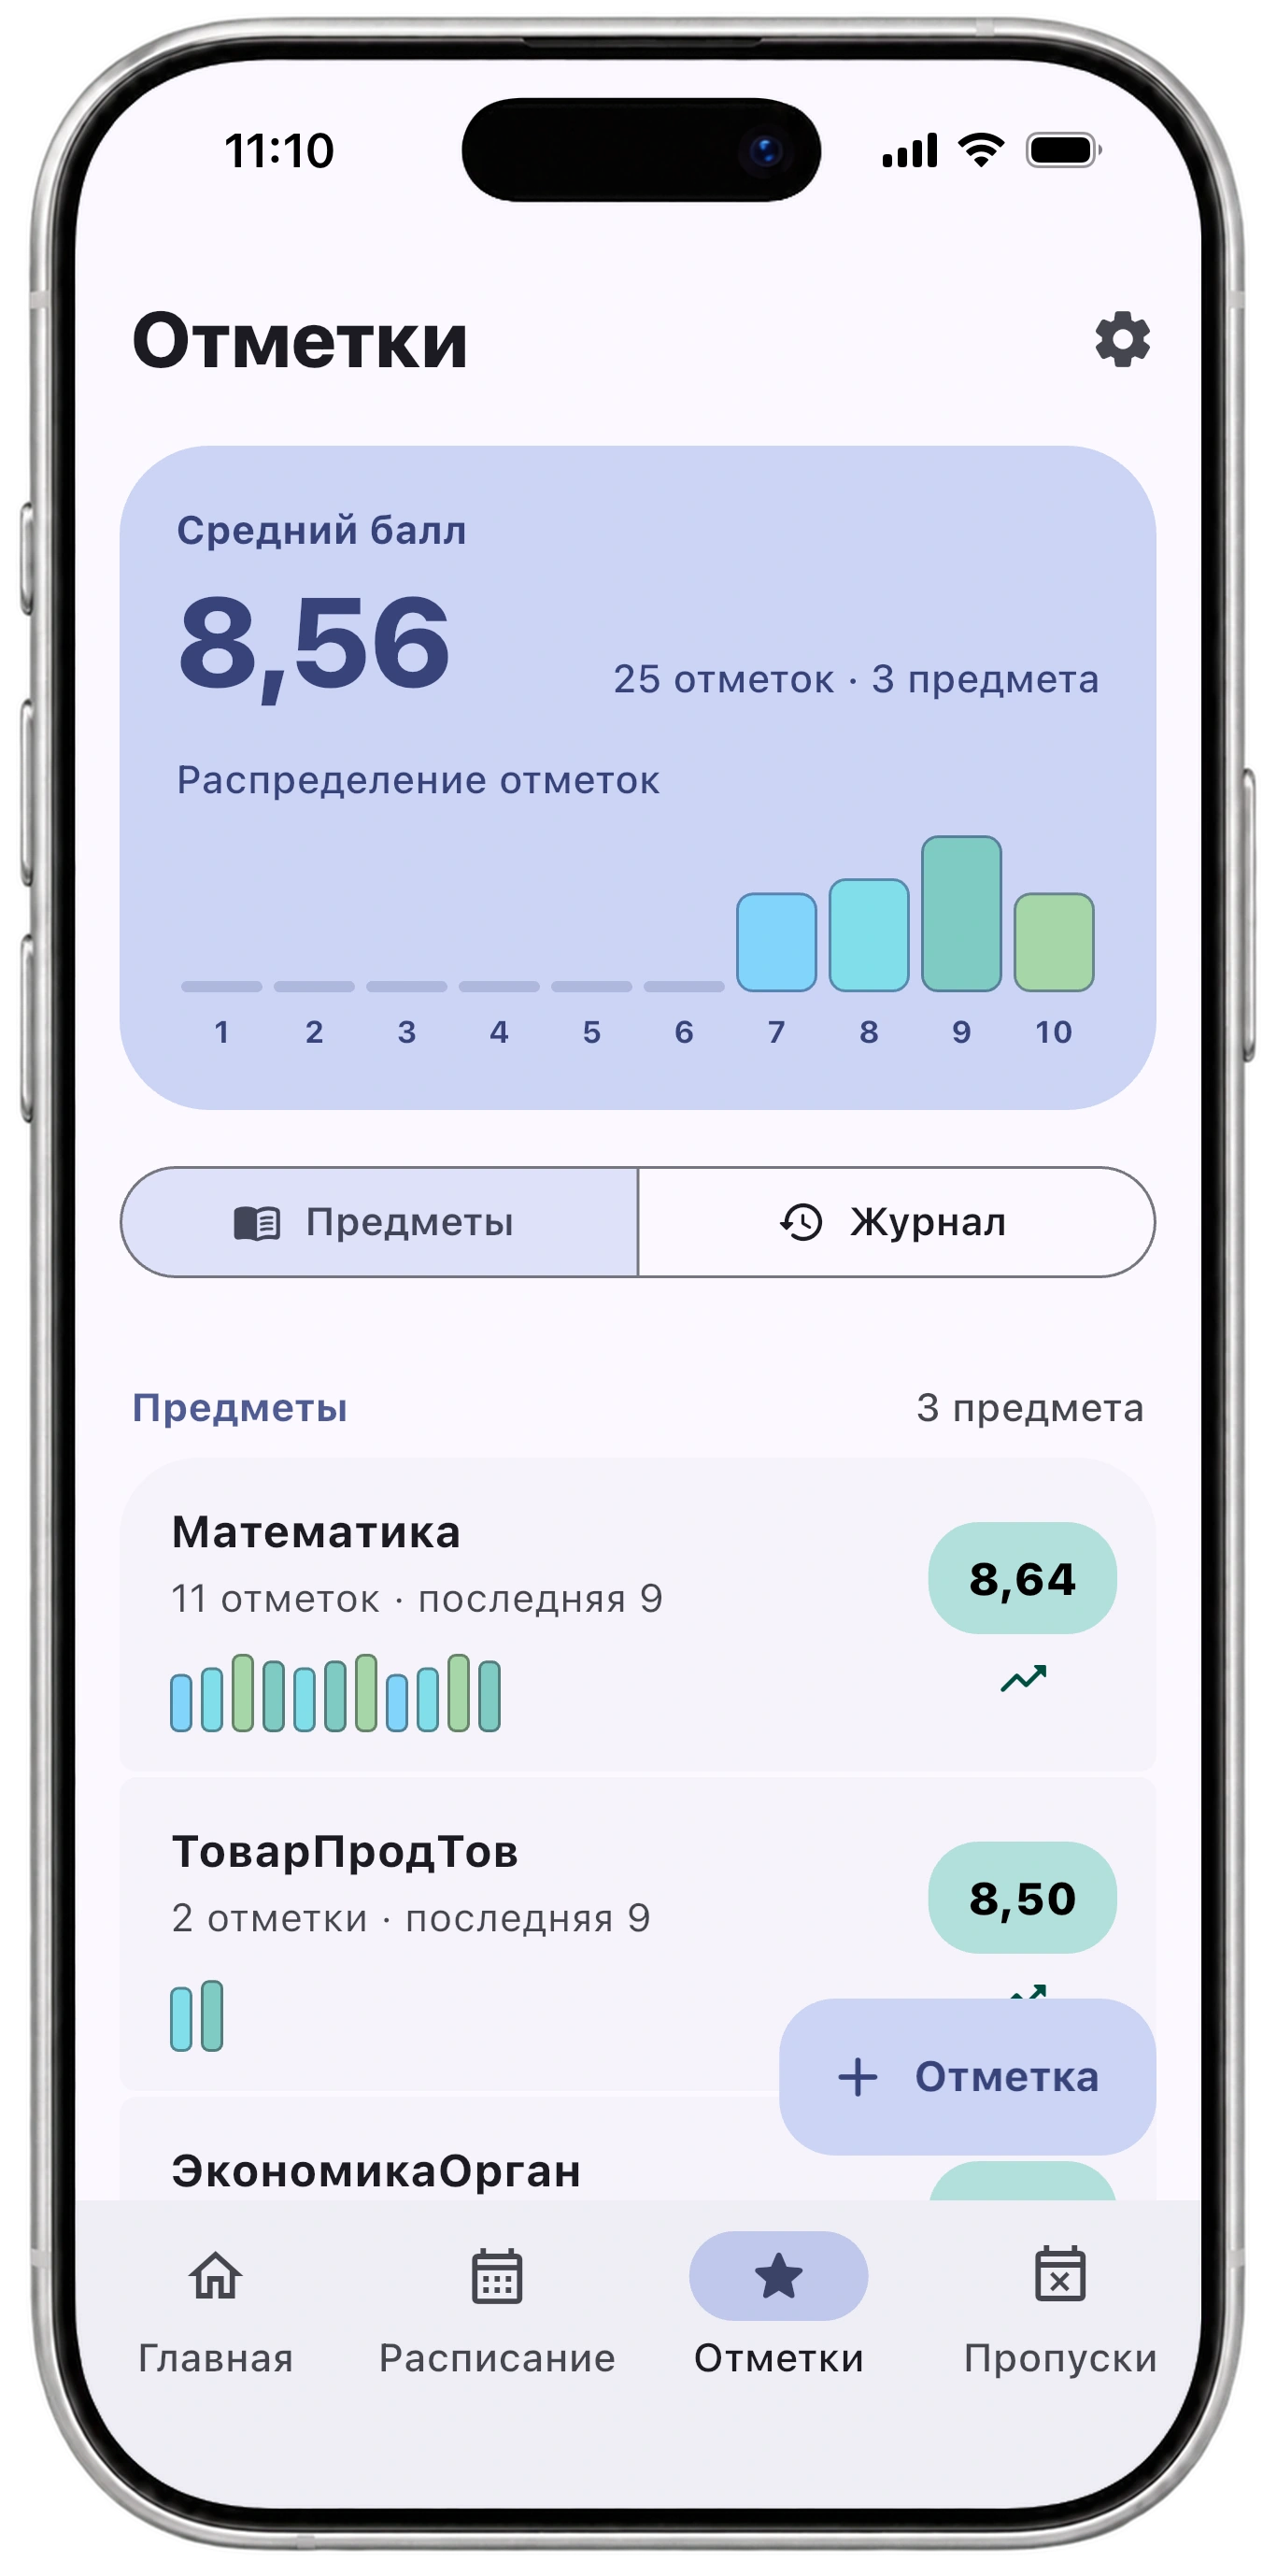 11:10
Отметки
Средний балл
8,56
25 отметок · 3 предмета
Распределение отметок
1 2 3 4 5 6 7 8 9 10
Предметы
Журнал
Предметы
3 предмета
Математика
11 отметок · последняя 9
8,64
ТоварПродТов
2 отметки · последняя 9
8,50
+ Отметка
ЭкономикаОрган
Главная
Расписание
Отметки
Пропуски